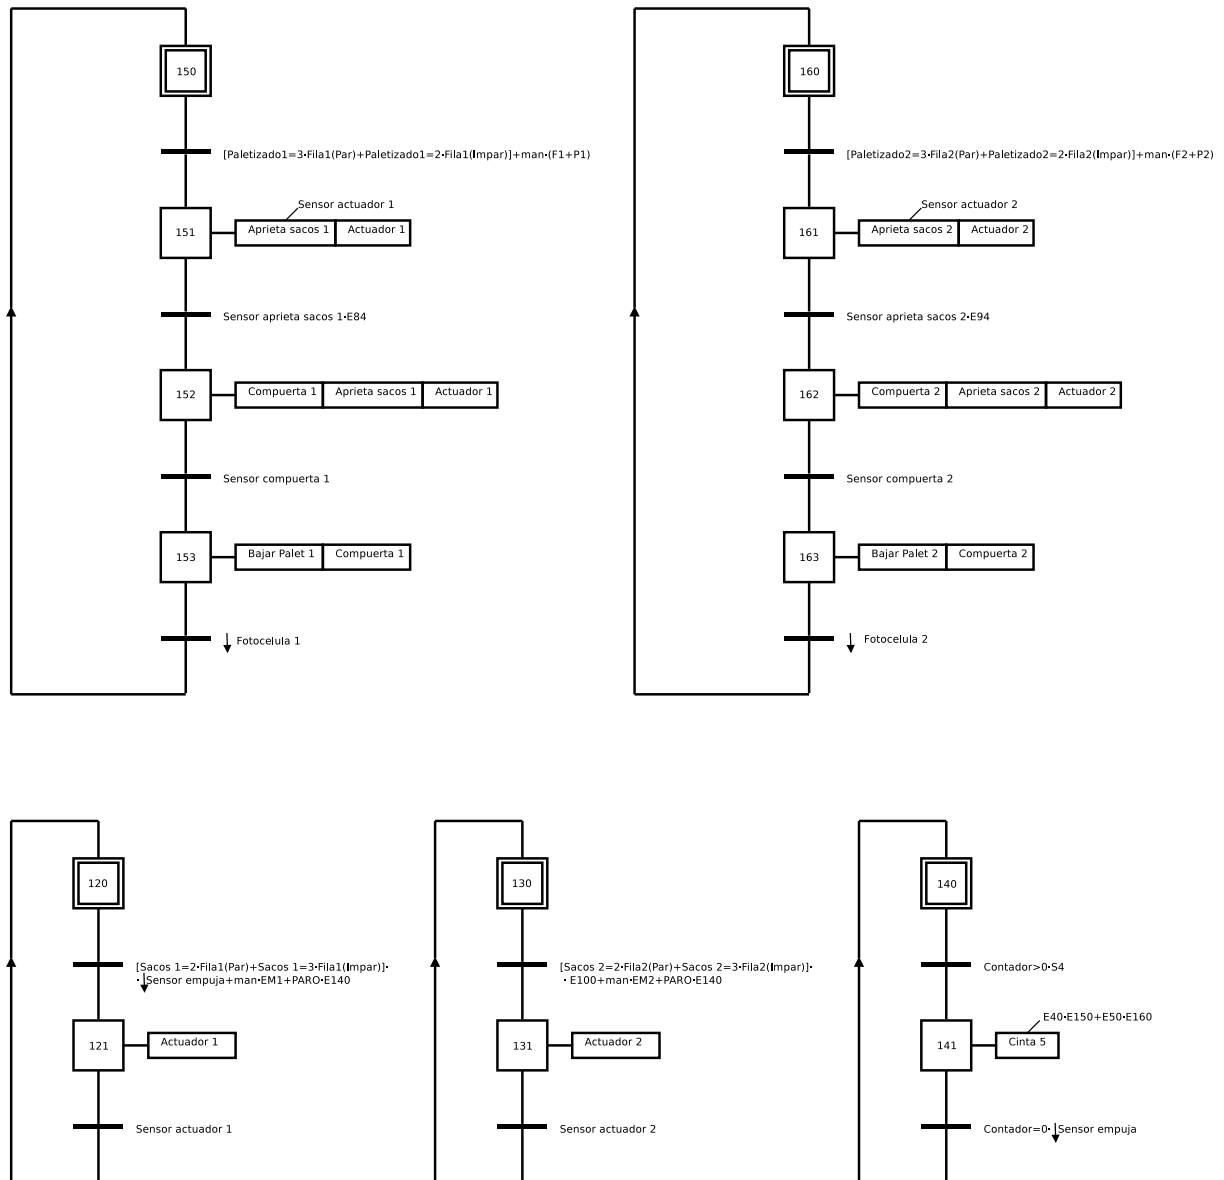 150
[Paletizado1=3·Fila1(Par)+Paletizado1=2·Fila1(Impar)]+man·(F1+P1)
Sensor actuador 1
151
Aprieta sacos 1
Actuador 1
Sensor aprieta sacos 1·E84
152
Compuerta 1
Aprieta sacos 1
Actuador 1
Sensor compuerta 1
153
Bajar Palet 1
Compuerta 1
↓ Fotocelula 1
160
[Paletizado2=3·Fila2(Par)+Paletizado2=2·Fila2(Impar)]+man·(F2+P2)
Sensor actuador 2
161
Aprieta sacos 2
Actuador 2
Sensor aprieta sacos 2·E94
162
Compuerta 2
Aprieta sacos 2
Actuador 2
Sensor compuerta 2
163
Bajar Palet 2
Compuerta 2
↓ Fotocelula 2
120
[Sacos 1=2·Fila1(Par)+Sacos 1=3·Fila1(Impar)]·
· ↓Sensor empuja+man·EM1+PARO·E140
121
Actuador 1
Sensor actuador 1
130
[Sacos 2=2·Fila2(Par)+Sacos 2=3·Fila2(Impar)]·
· E100+man·EM2+PARO·E140
131
Actuador 2
Sensor actuador 2
140
Contador>0·S4
E40·E150+E50·E160
141
Cinta 5
Contador=0· ↓Sensor empuja